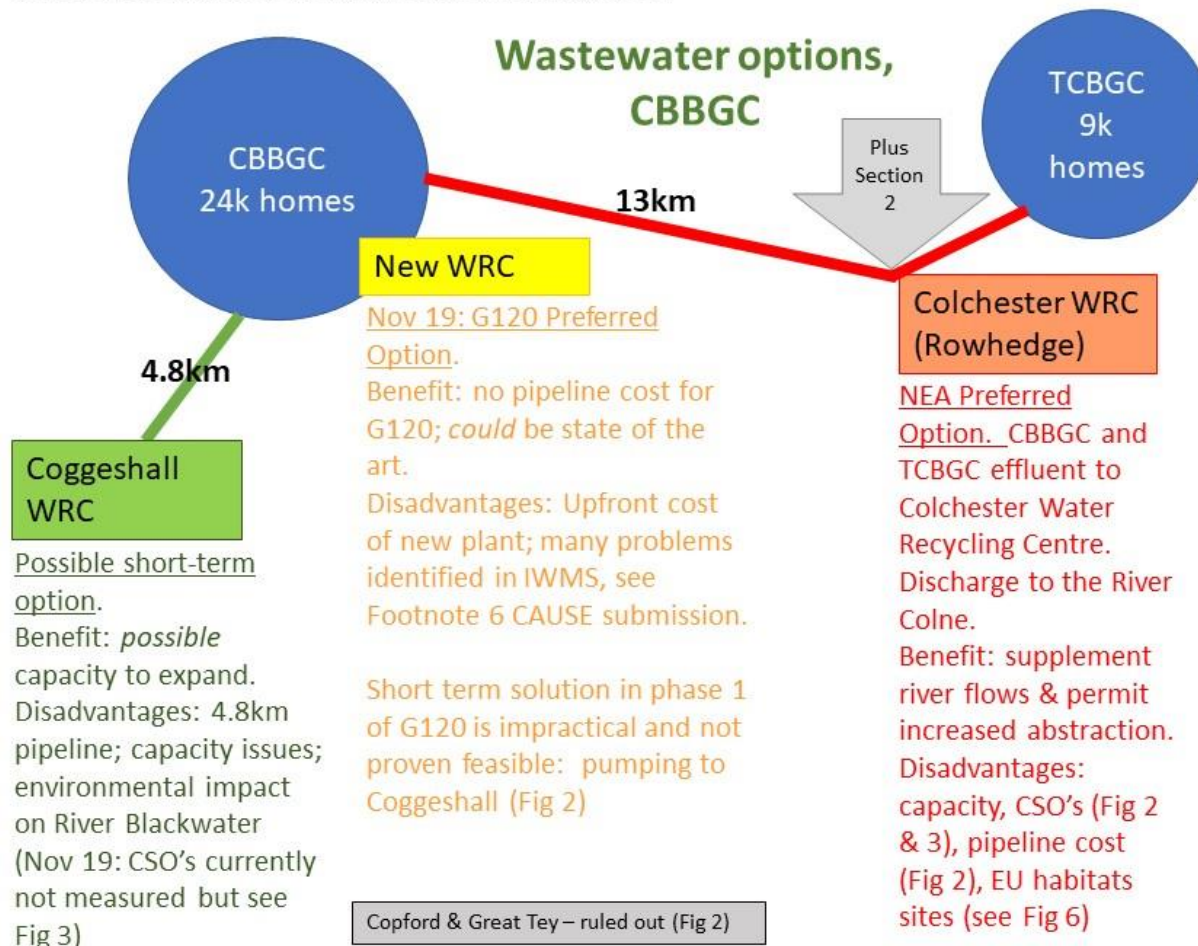 Wastewater options,
CBBGC
CBBGC
24k homes
TCBGC
9k
homes
Plus
Section
2
13km
4.8km
Coggeshall
WRC
Possible short-term
option.
Benefit: possible
capacity to expand.
Disadvantages: 4.8km
pipeline; capacity issues;
environmental impact
on River Blackwater
(Nov 19: CSO's currently
not measured but see
Fig 3)
New WRC
Nov 19: G120 Preferred
Option.
Benefit: no pipeline cost for
G120; could be state of the
art.
Disadvantages: Upfront cost
of new plant; many problems
identified in IWMS, see
Footnote 6 CAUSE submission.
Short term solution in phase 1
of G120 is impractical and not
proven feasible: pumping to
Coggeshall (Fig 2)
Copford & Great Tey – ruled out (Fig 2)
Colchester WRC
(Rowhedge)
NEA Preferred
Option. CBBGC and
TCBGC effluent to
Colchester Water
Recycling Centre.
Discharge to the River
Colne.
Benefit: supplement
river flows & permit
increased abstraction.
Disadvantages:
capacity, CSO's (Fig 2
& 3), pipeline cost
(Fig 2), EU habitats
sites (see Fig 6)